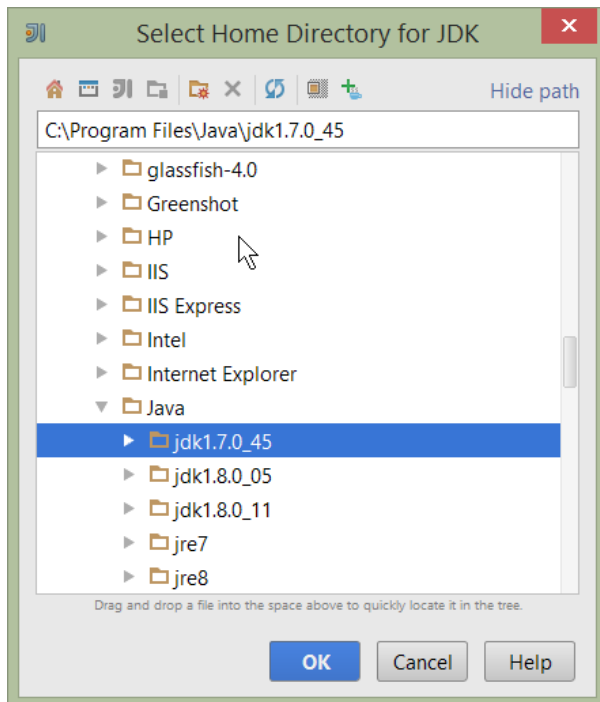 Select Home Directory for JDK
Hide path
C:\Program Files\Java\jdk1.7.0_45
glassfish-4.0
Greenshot
HP
IIS
IIS Express
Intel
Internet Explorer
Java
jdk1.7.0_45
jdk1.8.0_05
jdk1.8.0_11
jre7
jre8
Drag and drop a file into the space above to quickly locate it in the tree.
OK Cancel Help